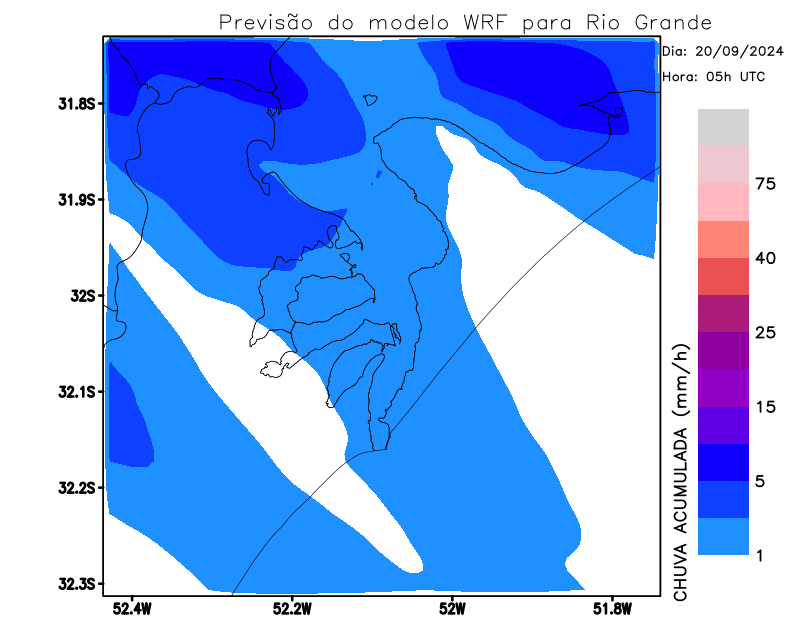 Previsão do modelo WRF para Rio Grande
Dia: 20/09/2024
Hora: 05h UTC
31.8S
31.9S
32S
32.1S
32.2S
32.3S
52.4W
52.2W
52W
51.8W
75
40
25
15
5
1
CHUVA ACUMULADA (mm/h)